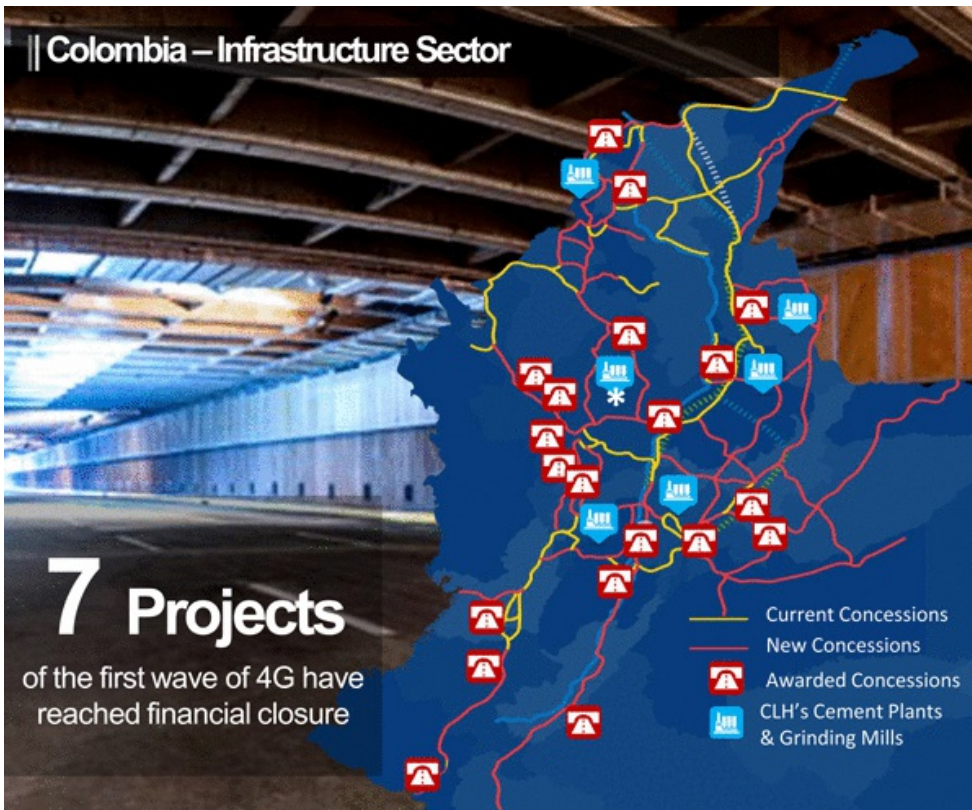 Colombia – Infrastructure Sector
*
7 Projects
of the first wave of 4G have
reached financial closure
Current Concessions
New Concessions
Awarded Concessions
CLH's Cement Plants
& Grinding Mills